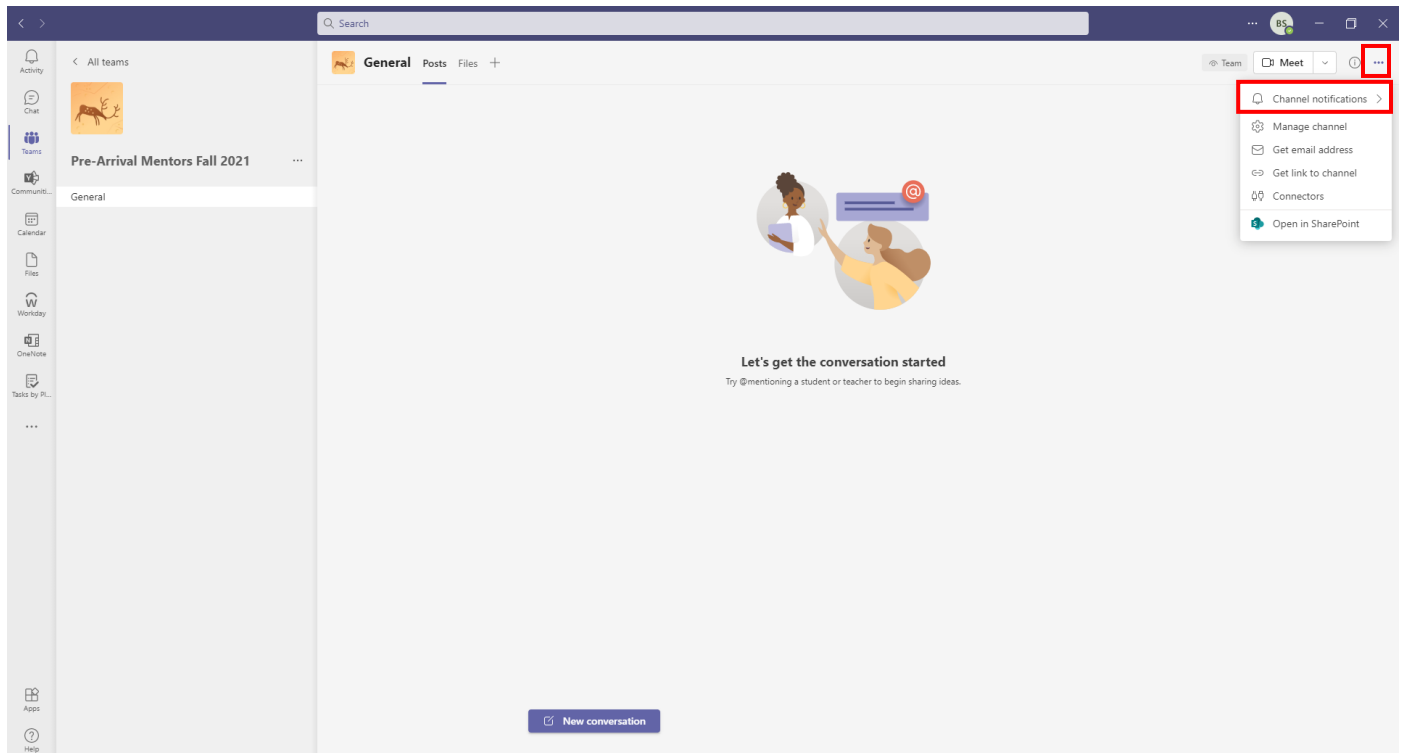 Search
BS
Activity
Chat
Teams
Communiti...
Calendar
Files
Workday
OneNote
Tasks by Pl...
Apps
Help
All teams
Pre-Arrival Mentors Fall 2021
General
General Posts Files
Team
Meet
Channel notifications
Manage channel
Get email address
Get link to channel
Connectors
Open in SharePoint
Let's get the conversation started
Try @mentioning a student or teacher to begin sharing ideas.
New conversation